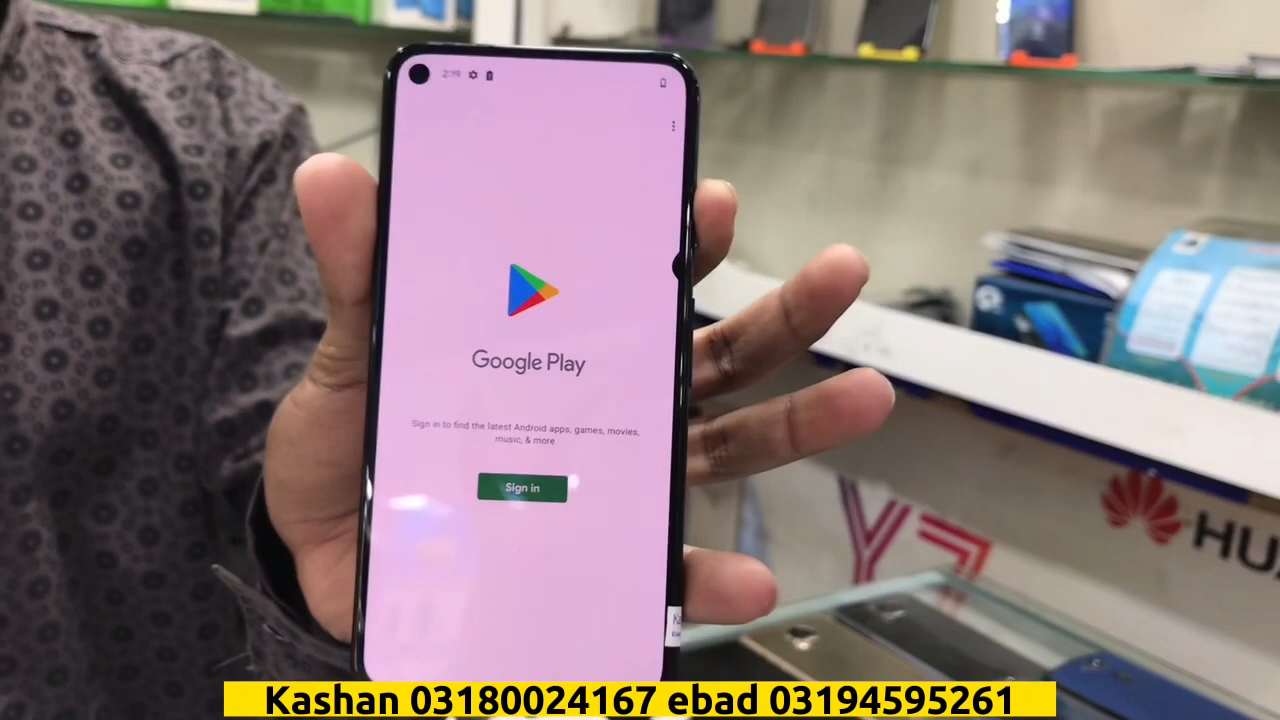 2:19
Google Play
Sign in to find the latest Android apps, games, movies,
music, & more
Sign in
Y7
HU
Kashan 03180024167 ebad 03194595261